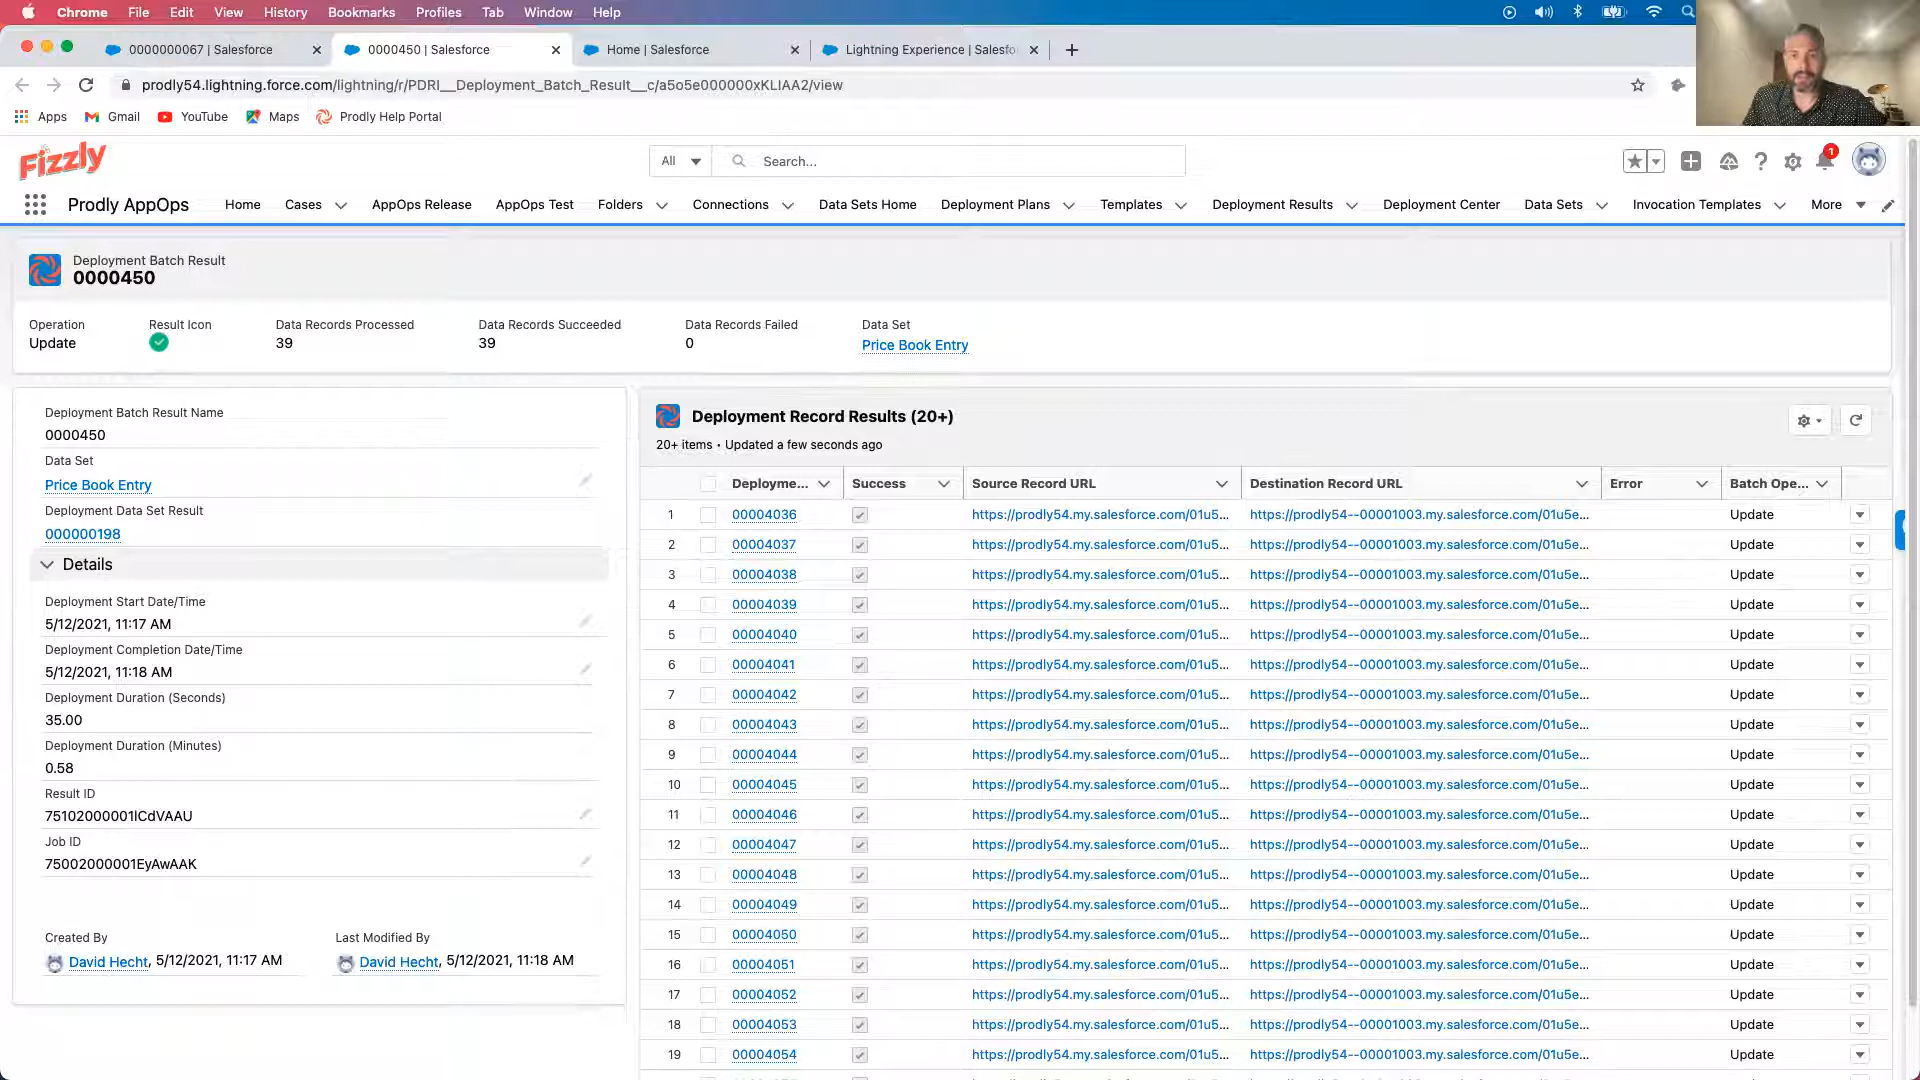 Chrome File Edit View History Bookmarks Profiles Tab Window Help
0000000067 | Salesforce
0000450 | Salesforce
Home | Salesforce
Lightning Experience | Salesfo
prodly54.lightning.force.com/lightning/r/PDRI__Deployment_Batch_Result__c/a5o5e000000xKLIAA2/view
Apps Gmail YouTube Maps Prodly Help Portal
Fizzly
All Search...
1
Prodly AppOps Home Cases AppOps Release AppOps Test Folders Connections Data Sets Home Deployment Plans Templates Deployment Results Deployment Center Data Sets Invocation Templates More
Deployment Batch Result
0000450
Operation Result Icon Data Records Processed Data Records Succeeded Data Records Failed Data Set
Update 39 39 0 Price Book Entry
Deployment Batch Result Name
0000450
Data Set
Price Book Entry
Deployment Data Set Result
000000198
Details
Deployment Start Date/Time
5/12/2021, 11:17 AM
Deployment Completion Date/Time
5/12/2021, 11:18 AM
Deployment Duration (Seconds)
35.00
Deployment Duration (Minutes)
0.58
Result ID
75102000001lCdVAAU
Job ID
75002000001EyAwAAK
Created By
David Hecht, 5/12/2021, 11:17 AM
Last Modified By
David Hecht, 5/12/2021, 11:18 AM
Deployment Record Results (20+)
20+ items • Updated a few seconds ago
Deployme... Success Source Record URL Destination Record URL Error Batch Ope...
1 00004036 https://prodly54.my.salesforce.com/01u5... https://prodly54--00001003.my.salesforce.com/01u5e... Update
2 00004037 https://prodly54.my.salesforce.com/01u5... https://prodly54--00001003.my.salesforce.com/01u5e... Update
3 00004038 https://prodly54.my.salesforce.com/01u5... https://prodly54--00001003.my.salesforce.com/01u5e... Update
4 00004039 https://prodly54.my.salesforce.com/01u5... https://prodly54--00001003.my.salesforce.com/01u5e... Update
5 00004040 https://prodly54.my.salesforce.com/01u5... https://prodly54--00001003.my.salesforce.com/01u5e... Update
6 00004041 https://prodly54.my.salesforce.com/01u5... https://prodly54--00001003.my.salesforce.com/01u5e... Update
7 00004042 https://prodly54.my.salesforce.com/01u5... https://prodly54--00001003.my.salesforce.com/01u5e... Update
8 00004043 https://prodly54.my.salesforce.com/01u5... https://prodly54--00001003.my.salesforce.com/01u5e... Update
9 00004044 https://prodly54.my.salesforce.com/01u5... https://prodly54--00001003.my.salesforce.com/01u5e... Update
10 00004045 https://prodly54.my.salesforce.com/01u5... https://prodly54--00001003.my.salesforce.com/01u5e... Update
11 00004046 https://prodly54.my.salesforce.com/01u5... https://prodly54--00001003.my.salesforce.com/01u5e... Update
12 00004047 https://prodly54.my.salesforce.com/01u5... https://prodly54--00001003.my.salesforce.com/01u5e... Update
13 00004048 https://prodly54.my.salesforce.com/01u5... https://prodly54--00001003.my.salesforce.com/01u5e... Update
14 00004049 https://prodly54.my.salesforce.com/01u5... https://prodly54--00001003.my.salesforce.com/01u5e... Update
15 00004050 https://prodly54.my.salesforce.com/01u5... https://prodly54--00001003.my.salesforce.com/01u5e... Update
16 00004051 https://prodly54.my.salesforce.com/01u5... https://prodly54--00001003.my.salesforce.com/01u5e... Update
17 00004052 https://prodly54.my.salesforce.com/01u5... https://prodly54--00001003.my.salesforce.com/01u5e... Update
18 00004053 https://prodly54.my.salesforce.com/01u5... https://prodly54--00001003.my.salesforce.com/01u5e... Update
19 00004054 https://prodly54.my.salesforce.com/01u5... https://prodly54--00001003.my.salesforce.com/01u5e... Update